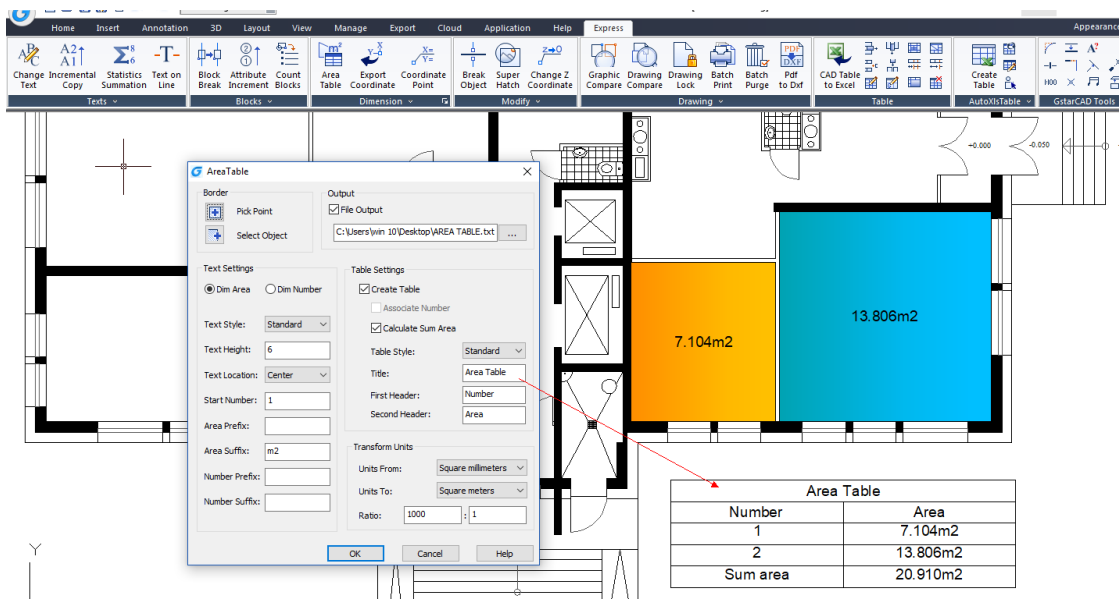 Home Insert Annotation 3D Layout View Manage Export Cloud Application Help Express Appearance
Change Text
Incremental Copy
Statistics Summation
Text on Line
Block Break
Attribute Increment
Count Blocks
Area Table
Export Coordinate
Coordinate Point
Break Object
Super Hatch
Change Z Coordinate
Graphic Compare
Drawing Compare
Drawing Lock
Batch Print
Batch Purge
Pdf to Dxf
CAD Table to Excel
Create Table
Texts Blocks Dimension Modify Drawing Table AutoXlsTable GstarCAD Tools
+0.000 -0.050
AreaTable
Border
Pick Point
Select Object
Output
File Output
C:\Users\win 10\Desktop\AREA TABLE.txt ...
Text Settings
Dim Area Dim Number
Text Style: Standard
Text Height: 6
Text Location: Center
Start Number: 1
Area Prefix:
Area Suffix: m2
Number Prefix:
Number Suffix:
Table Settings
Create Table
Associate Number
Calculate Sum Area
Table Style: Standard
Title: Area Table
First Header: Number
Second Header: Area
Transform Units
Units From: Square millimeters
Units To: Square meters
Ratio: 1000 : 1
OK Cancel Help
7.104m2
13.806m2
Area Table
Number Area
1 7.104m2
2 13.806m2
Sum area 20.910m2
Y